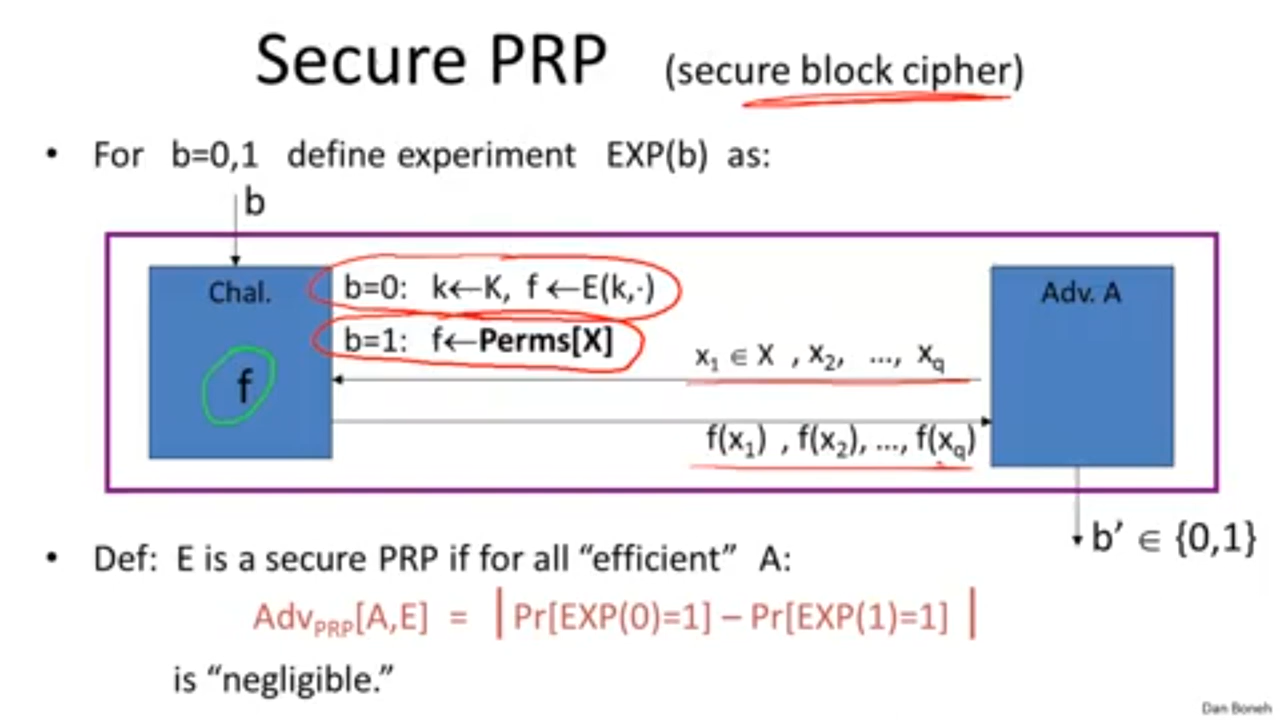 Secure PRP (secure block cipher)
• For b=0,1 define experiment EXP(b) as:
b
Chal.
b=0: k←K, f ←E(k,·)
b=1: f←Perms[X]
f
Adv. A
x₁ ∈ X , x₂, ..., x_q
f(x₁) , f(x₂), ..., f(x_q)
b’ ∈ {0,1}
• Def: E is a secure PRP if for all “efficient” A:
Adv_PRP[A,E] = | Pr[EXP(0)=1] – Pr[EXP(1)=1] |
is “negligible.”
Dan Boneh